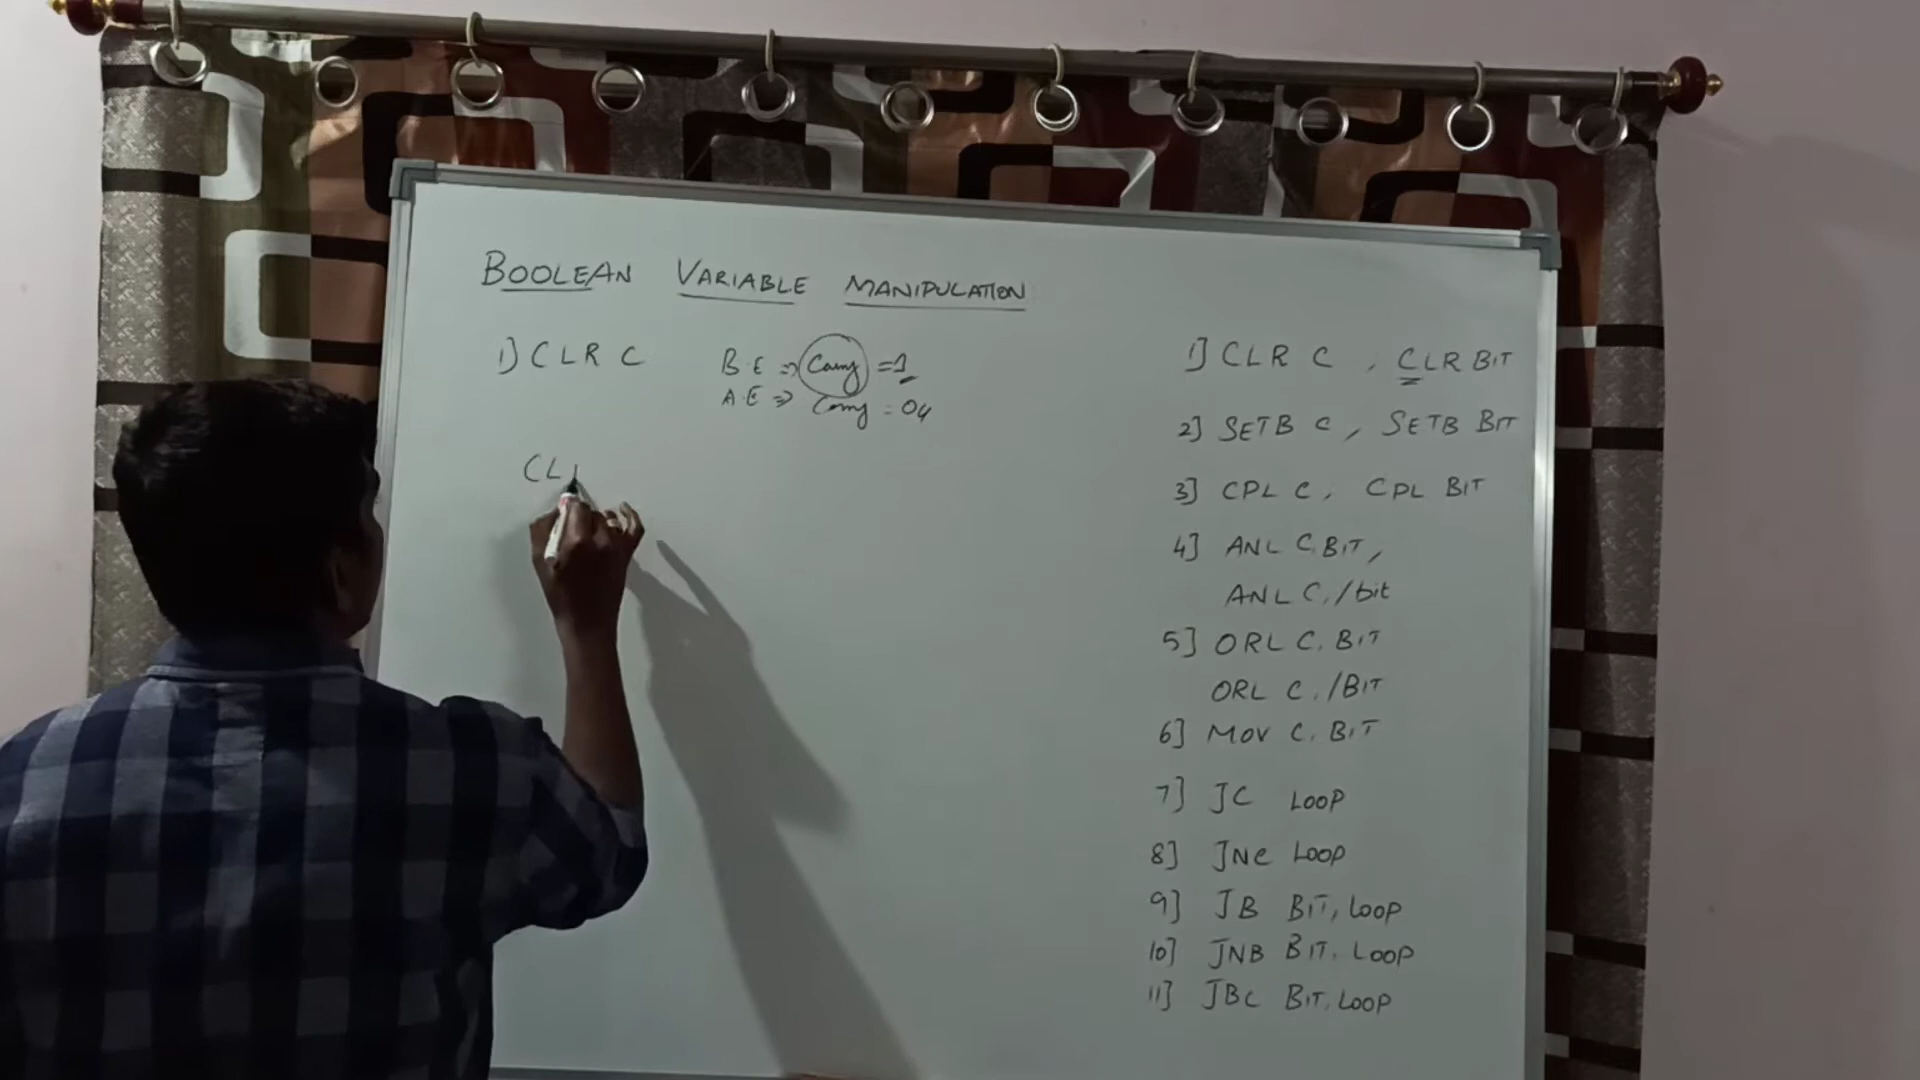 BOOLEAN VARIABLE MANIPULATION
1) CLR C
B.E => Carry = 1
A.E => Carry = 04
CL
1] CLR C , CLR BIT
2] SETB C , SETB BIT
3] CPL C, CPL BIT
4] ANL C, BIT,
ANL C, /bit
5] ORL C, BIT
ORL C, /BIT
6] MOV C, BIT
7] JC LOOP
8] JNC LOOP
9] JB BIT, LOOP
10] JNB BIT, LOOP
11] JBC BIT, LOOP